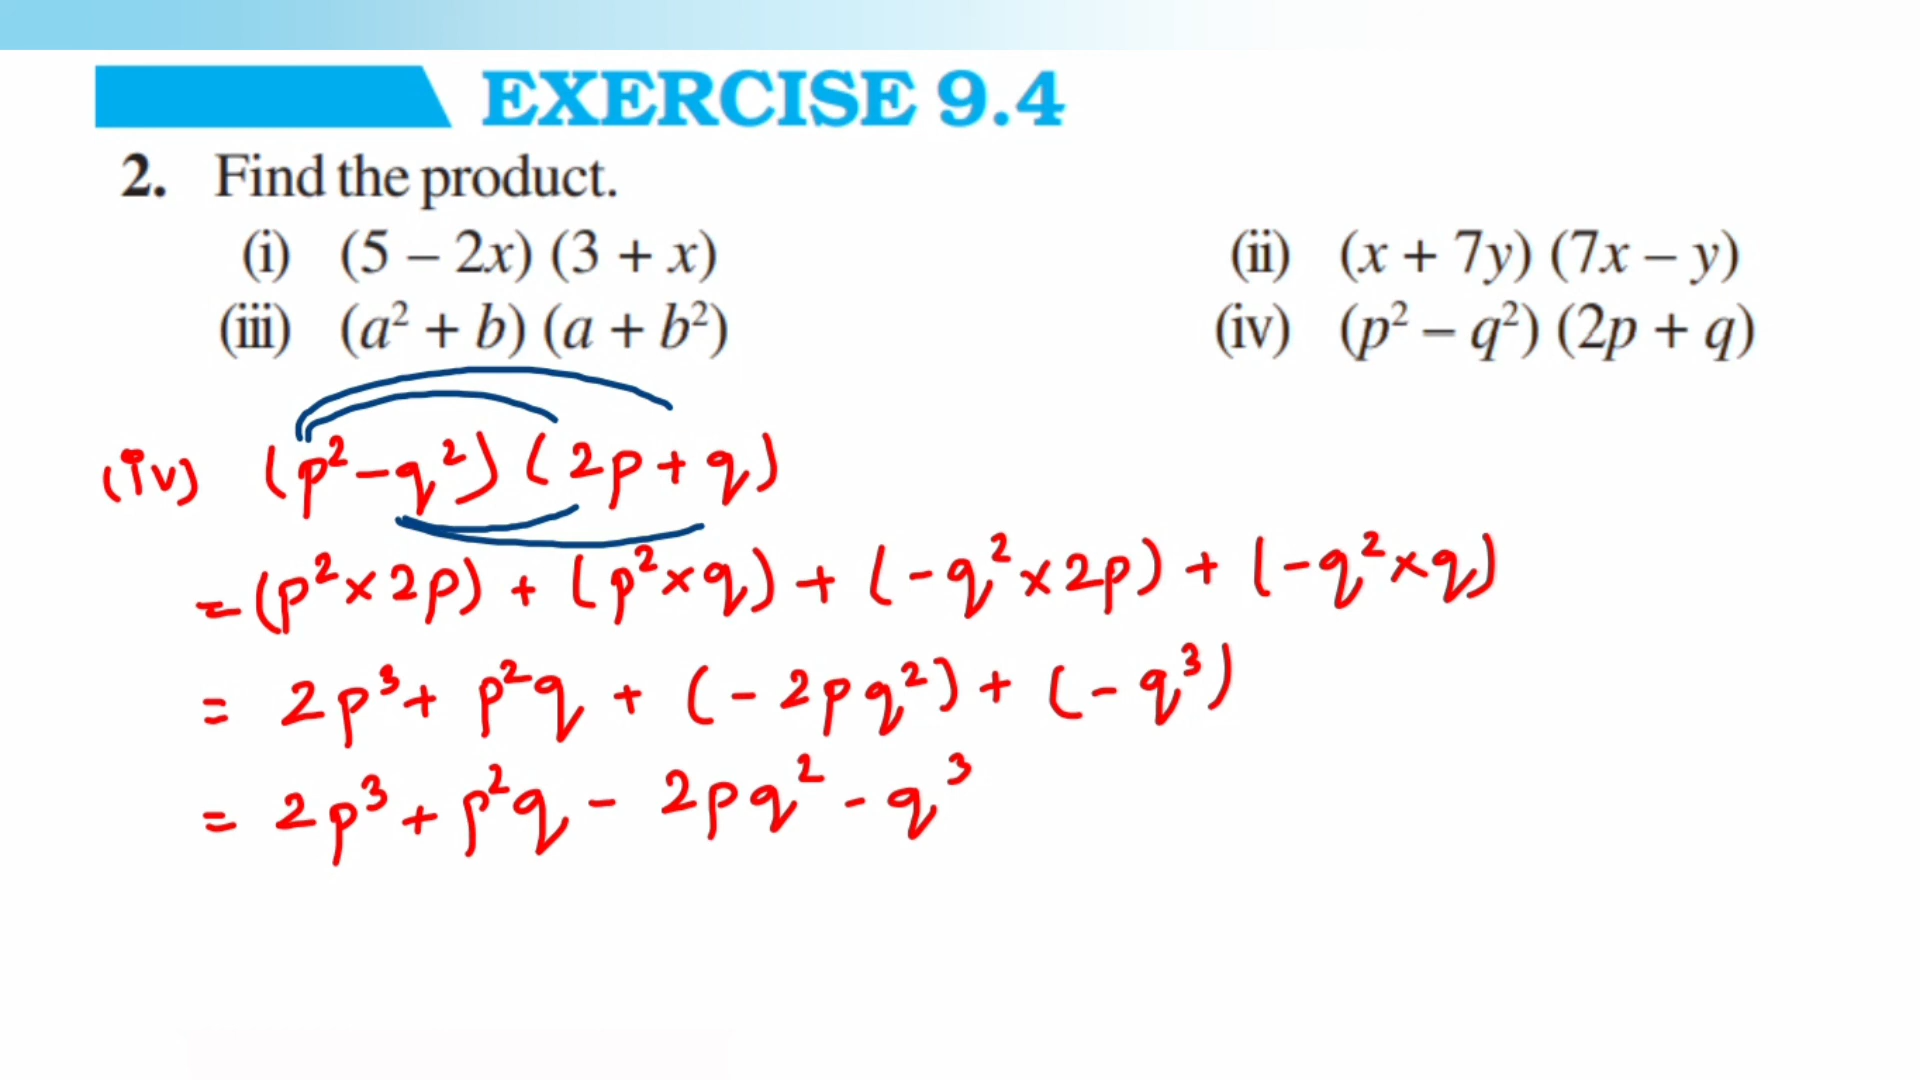 EXERCISE 9.4
2. Find the product.
(i) (5 – 2x) (3 + x) (ii) (x + 7y) (7x – y)
(iii) (a² + b) (a + b²) (iv) (p² – q²) (2p + q)
(iv) (p²-q²) (2p+q)
= (p²×2p) + (p²×q) + (-q²×2p) + (-q²×q)
= 2p³ + p²q + (-2pq²) + (-q³)
= 2p³ + p²q - 2pq² - q³